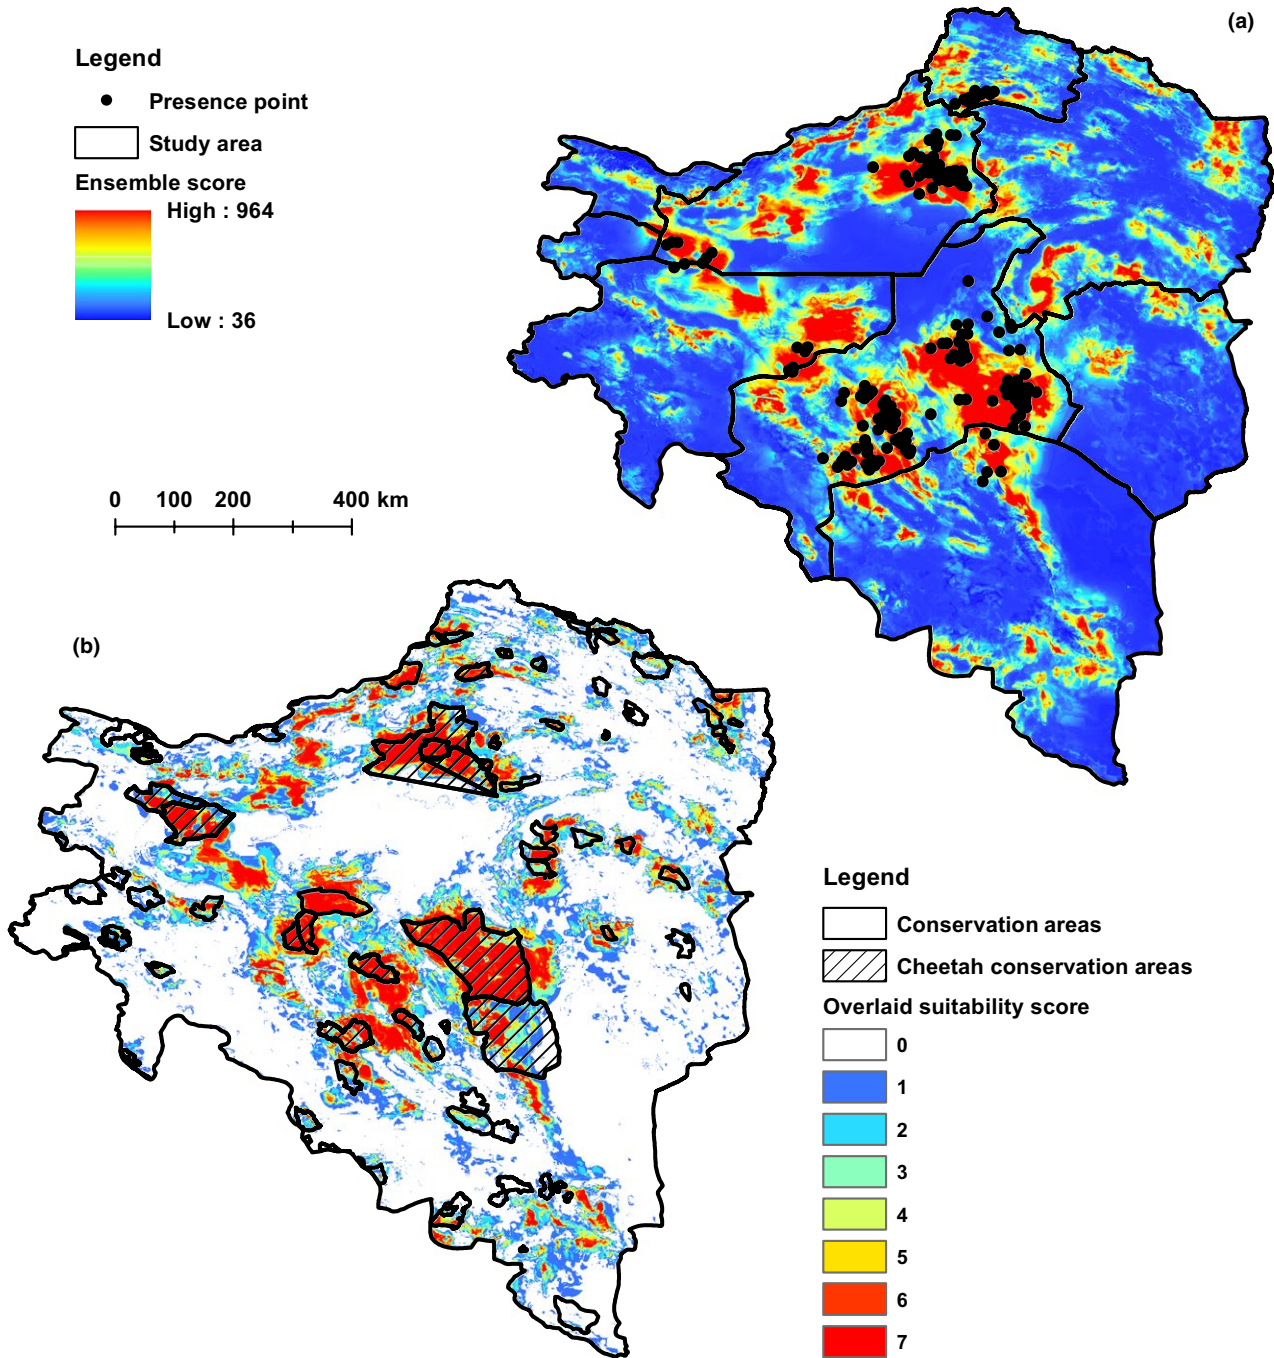 (a)
Legend
Presence point
Study area
Ensemble score
High : 964
Low : 36
0 100 200 400 km
(b)
Legend
Conservation areas
Cheetah conservation areas
Overlaid suitability score
0
1
2
3
4
5
6
7